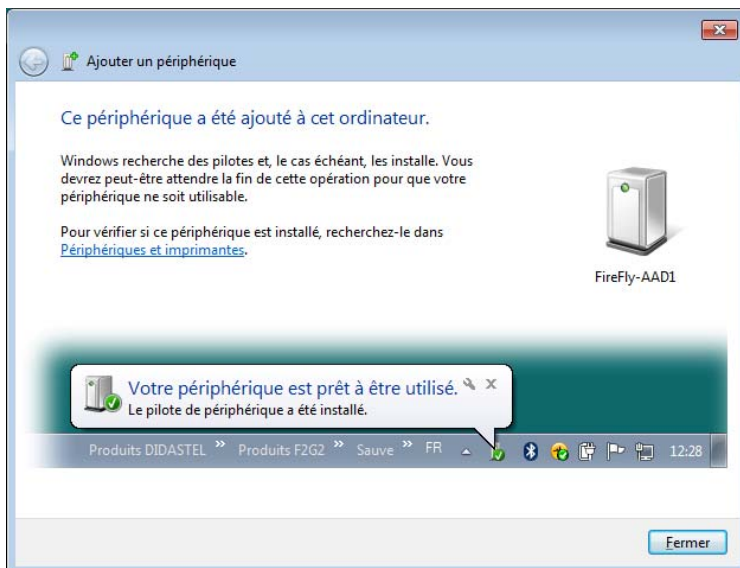 Ajouter un périphérique
Ce périphérique a été ajouté à cet ordinateur.
Windows recherche des pilotes et, le cas échéant, les installe. Vous
devrez peut-être attendre la fin de cette opération pour que votre
périphérique ne soit utilisable.
Pour vérifier si ce périphérique est installé, recherchez-le dans
Périphériques et imprimantes.
FireFly-AAD1
Votre périphérique est prêt à être utilisé.
Le pilote de périphérique a été installé.
Produits DIDASTEL » Produits F2G2 » Sauve » FR 12:28
Fermer